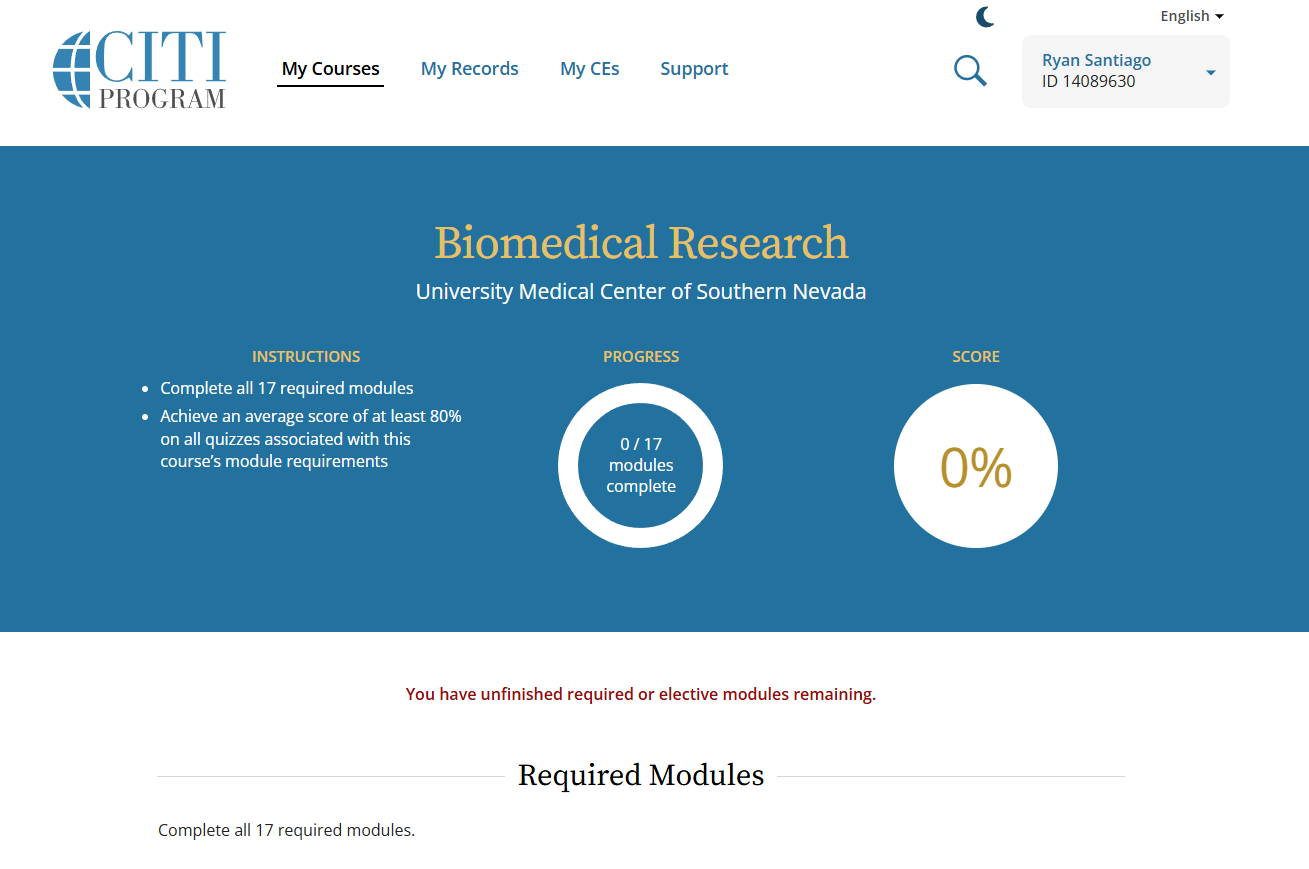 English
CITI
PROGRAM
My Courses
My Records
My CEs
Support
Ryan Santiago
ID 14089630
Biomedical Research
University Medical Center of Southern Nevada
INSTRUCTIONS
• Complete all 17 required modules
• Achieve an average score of at least 80%
on all quizzes associated with this
course’s module requirements
PROGRESS
0 / 17
modules
complete
SCORE
0%
You have unfinished required or elective modules remaining.
Required Modules
Complete all 17 required modules.